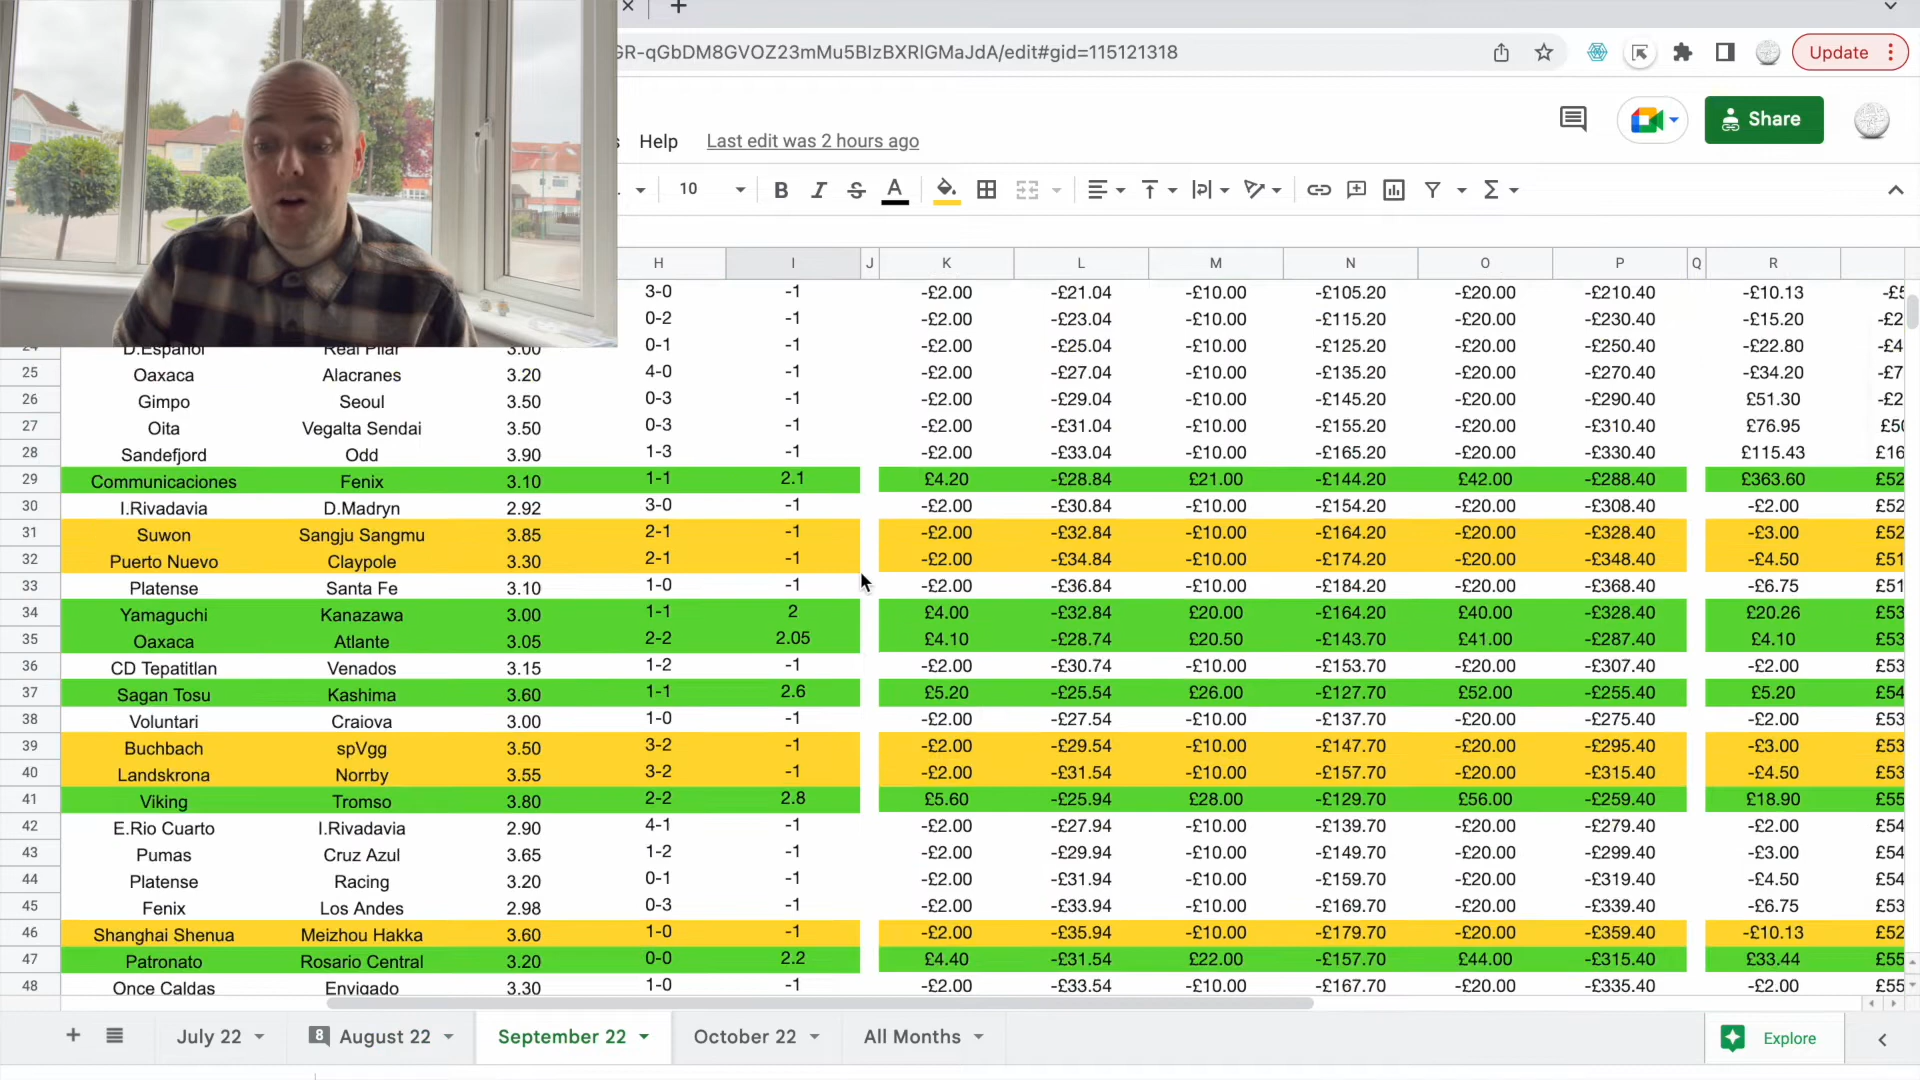 GR-qGbDM8GVOZ23mMu5BIzBXRIGMaJdA/edit#gid=115121318 Update
Help Last edit was 2 hours ago Share
10 B I S A
H I J K L M N O P Q R
3-0 -1 -£2.00 -£21.04 -£10.00 -£105.20 -£20.00 -£210.40 -£10.13
0-2 -1 -£2.00 -£23.04 -£10.00 -£115.20 -£20.00 -£230.40 -£15.20 -£2
24 D.Español Real Pilar 3.00 0-1 -1 -£2.00 -£25.04 -£10.00 -£125.20 -£20.00 -£250.40 -£22.80 -£4
25 Oaxaca Alacranes 3.20 4-0 -1 -£2.00 -£27.04 -£10.00 -£135.20 -£20.00 -£270.40 -£34.20 -£7
26 Gimpo Seoul 3.50 0-3 -1 -£2.00 -£29.04 -£10.00 -£145.20 -£20.00 -£290.40 £51.30 -£2
27 Oita Vegalta Sendai 3.50 0-3 -1 -£2.00 -£31.04 -£10.00 -£155.20 -£20.00 -£310.40 £76.95 £5
28 Sandefjord Odd 3.90 1-3 -1 -£2.00 -£33.04 -£10.00 -£165.20 -£20.00 -£330.40 £115.43 £16
29 Communicaciones Fenix 3.10 1-1 2.1 £4.20 -£28.84 £21.00 -£144.20 £42.00 -£288.40 £363.60 £52
30 I.Rivadavia D.Madryn 2.92 3-0 -1 -£2.00 -£30.84 -£10.00 -£154.20 -£20.00 -£308.40 -£2.00 £52
31 Suwon Sangju Sangmu 3.85 2-1 -1 -£2.00 -£32.84 -£10.00 -£164.20 -£20.00 -£328.40 -£3.00 £52
32 Puerto Nuevo Claypole 3.30 2-1 -1 -£2.00 -£34.84 -£10.00 -£174.20 -£20.00 -£348.40 -£4.50 £51
33 Platense Santa Fe 3.10 1-0 -1 -£2.00 -£36.84 -£10.00 -£184.20 -£20.00 -£368.40 -£6.75 £51
34 Yamaguchi Kanazawa 3.00 1-1 2 £4.00 -£32.84 £20.00 -£164.20 £40.00 -£328.40 £20.26 £53
35 Oaxaca Atlante 3.05 2-2 2.05 £4.10 -£28.74 £20.50 -£143.70 £41.00 -£287.40 £4.10 £53
36 CD Tepatitlan Venados 3.15 1-2 -1 -£2.00 -£30.74 -£10.00 -£153.70 -£20.00 -£307.40 -£2.00 £53
37 Sagan Tosu Kashima 3.60 1-1 2.6 £5.20 -£25.54 £26.00 -£127.70 £52.00 -£255.40 £5.20 £54
38 Voluntari Craiova 3.00 1-0 -1 -£2.00 -£27.54 -£10.00 -£137.70 -£20.00 -£275.40 -£2.00 £53
39 Buchbach spVgg 3.50 3-2 -1 -£2.00 -£29.54 -£10.00 -£147.70 -£20.00 -£295.40 -£3.00 £53
40 Landskrona Norrby 3.55 3-2 -1 -£2.00 -£31.54 -£10.00 -£157.70 -£20.00 -£315.40 -£4.50 £53
41 Viking Tromso 3.80 2-2 2.8 £5.60 -£25.94 £28.00 -£129.70 £56.00 -£259.40 £18.90 £55
42 E.Rio Cuarto I.Rivadavia 2.90 4-1 -1 -£2.00 -£27.94 -£10.00 -£139.70 -£20.00 -£279.40 -£2.00 £54
43 Pumas Cruz Azul 3.65 1-2 -1 -£2.00 -£29.94 -£10.00 -£149.70 -£20.00 -£299.40 -£3.00 £54
44 Platense Racing 3.20 0-1 -1 -£2.00 -£31.94 -£10.00 -£159.70 -£20.00 -£319.40 -£4.50 £54
45 Fenix Los Andes 2.98 0-3 -1 -£2.00 -£33.94 -£10.00 -£169.70 -£20.00 -£339.40 -£6.75 £53
46 Shanghai Shenua Meizhou Hakka 3.60 1-0 -1 -£2.00 -£35.94 -£10.00 -£179.70 -£20.00 -£359.40 -£10.13 £52
47 Patronato Rosario Central 3.20 0-0 2.2 £4.40 -£31.54 £22.00 -£157.70 £44.00 -£315.40 £33.44 £55
48 Once Caldas Envigado 3.30 1-0 -1 -£2.00 -£33.54 -£10.00 -£167.70 -£20.00 -£335.40 -£2.00 £55
July 22 8 August 22 September 22 October 22 All Months Explore